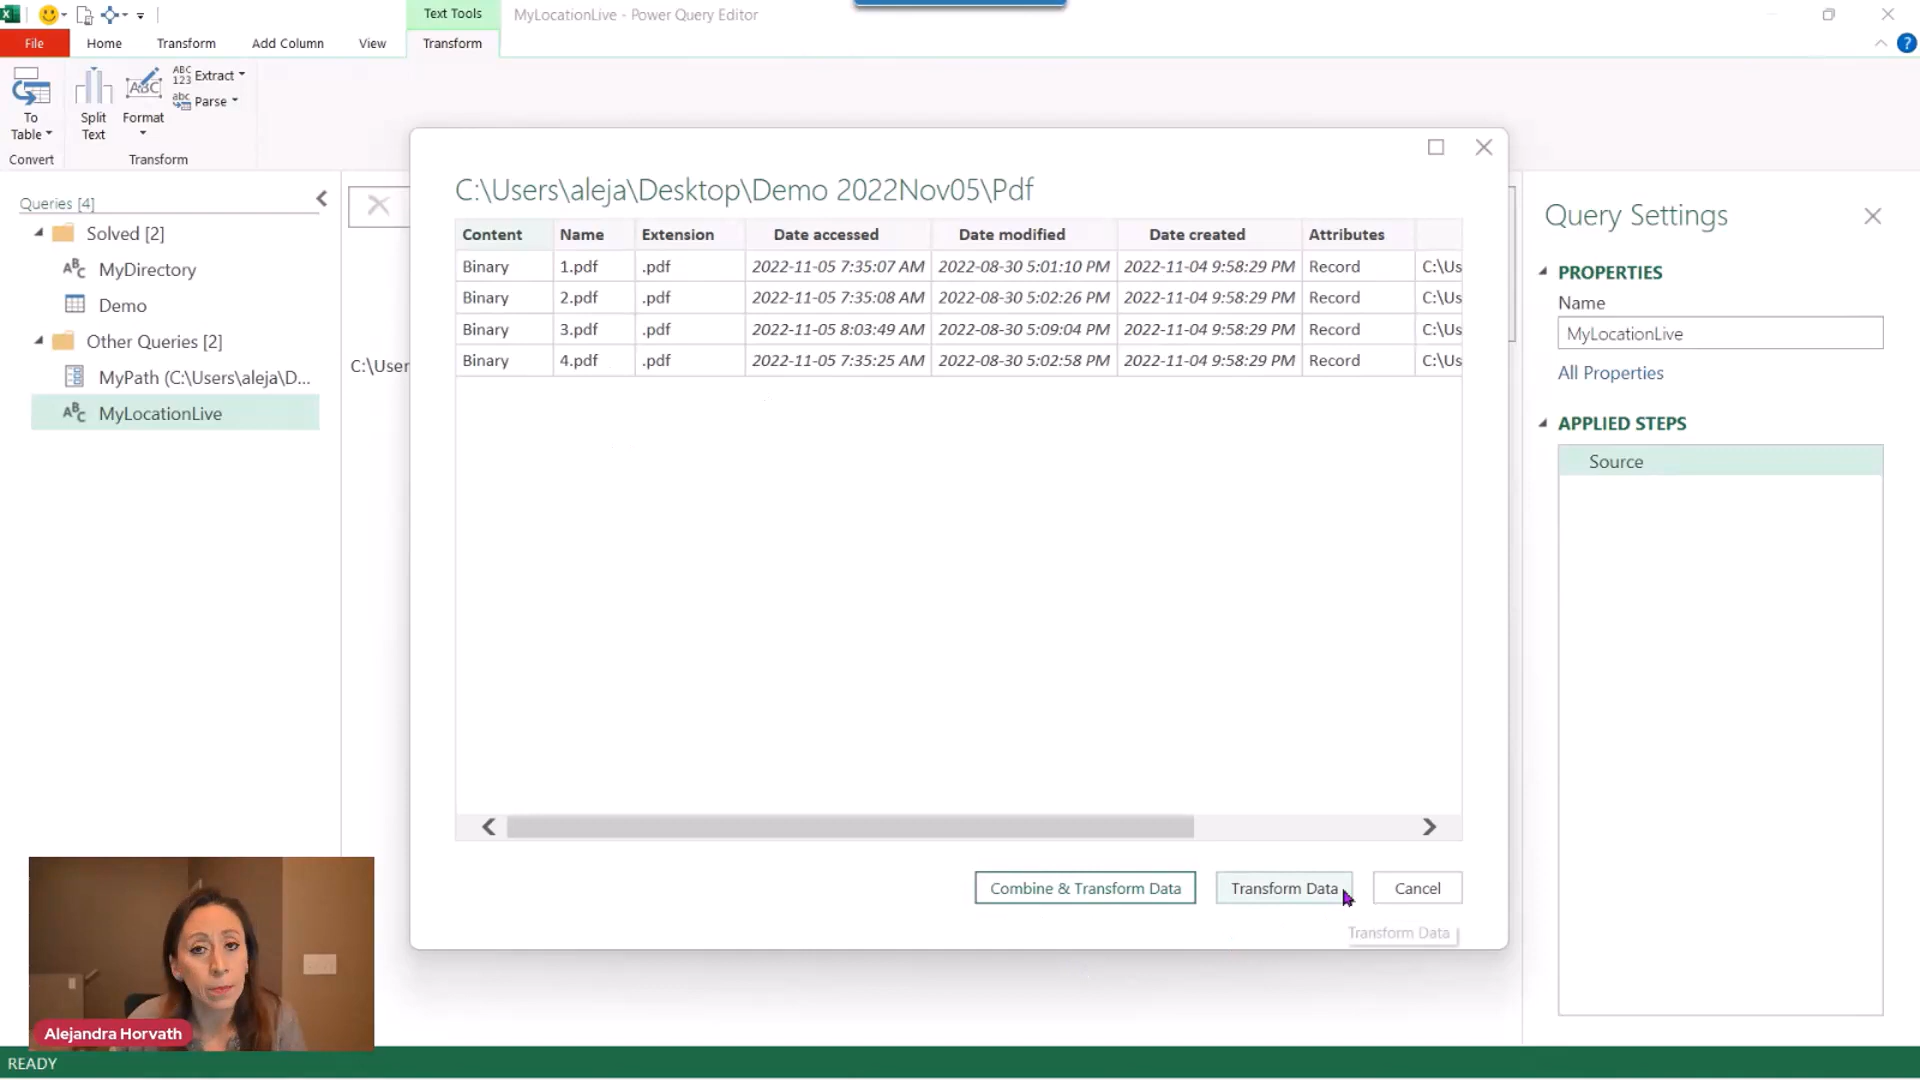 Text Tools
MyLocationLive - Power Query Editor
File
Home
Transform
Add Column
View
Transform
?
To
Table
Split
Text
ABC
Format
ABC
123
Extract
abc
Parse
Convert
Transform
Queries [4]
Solved [2]
ABC MyDirectory
Demo
Other Queries [2]
MyPath (C:\Users\aleja\D...
ABC MyLocationLive
C:\User
C:\Users\aleja\Desktop\Demo 2022Nov05\Pdf
Content Name Extension Date accessed Date modified Date created Attributes
Binary 1.pdf .pdf 2022-11-05 7:35:07 AM 2022-08-30 5:01:10 PM 2022-11-04 9:58:29 PM Record C:\Us
Binary 2.pdf .pdf 2022-11-05 7:35:08 AM 2022-08-30 5:02:26 PM 2022-11-04 9:58:29 PM Record C:\Us
Binary 3.pdf .pdf 2022-11-05 8:03:49 AM 2022-08-30 5:09:04 PM 2022-11-04 9:58:29 PM Record C:\Us
Binary 4.pdf .pdf 2022-11-05 7:35:25 AM 2022-08-30 5:02:58 PM 2022-11-04 9:58:29 PM Record C:\Us
Combine & Transform Data
Transform Data
Cancel
Transform Data
Query Settings
PROPERTIES
Name
MyLocationLive
All Properties
APPLIED STEPS
Source
Alejandra Horvath
READY